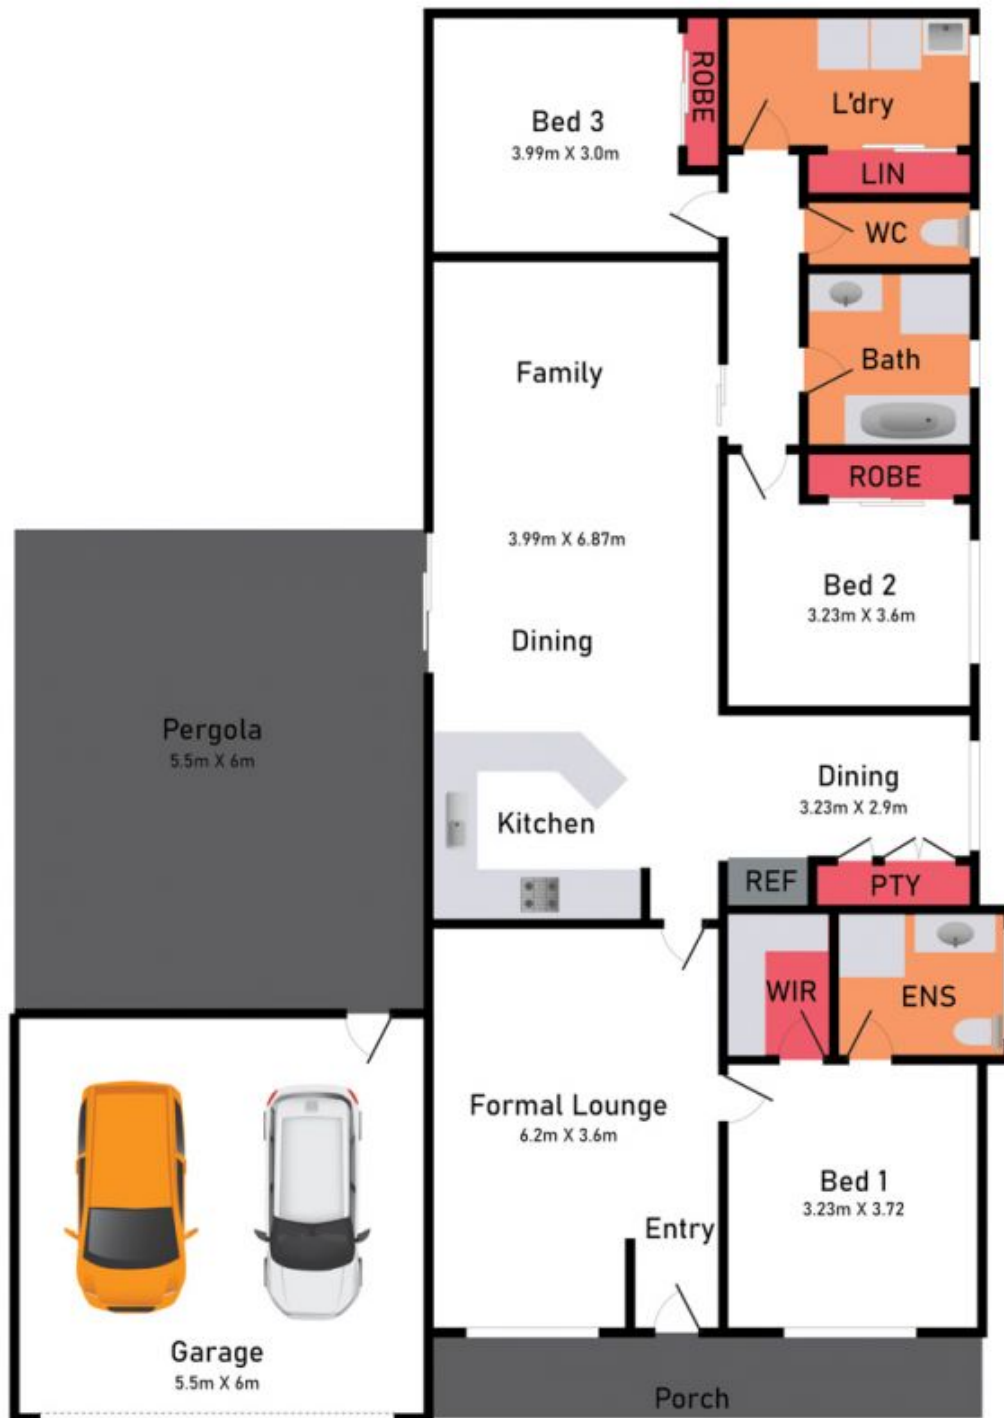 Bed 3
3.99m X 3.0m
ROBE
L'dry
LIN
WC
Family
Bath
ROBE
3.99m X 6.87m
Bed 2
3.23m X 3.6m
Dining
Pergola
5.5m X 6m
Dining
3.23m X 2.9m
Kitchen
REF
PTY
WIR
ENS
Formal Lounge
6.2m X 3.6m
Bed 1
3.23m X 3.72
Entry
Garage
5.5m X 6m
Porch